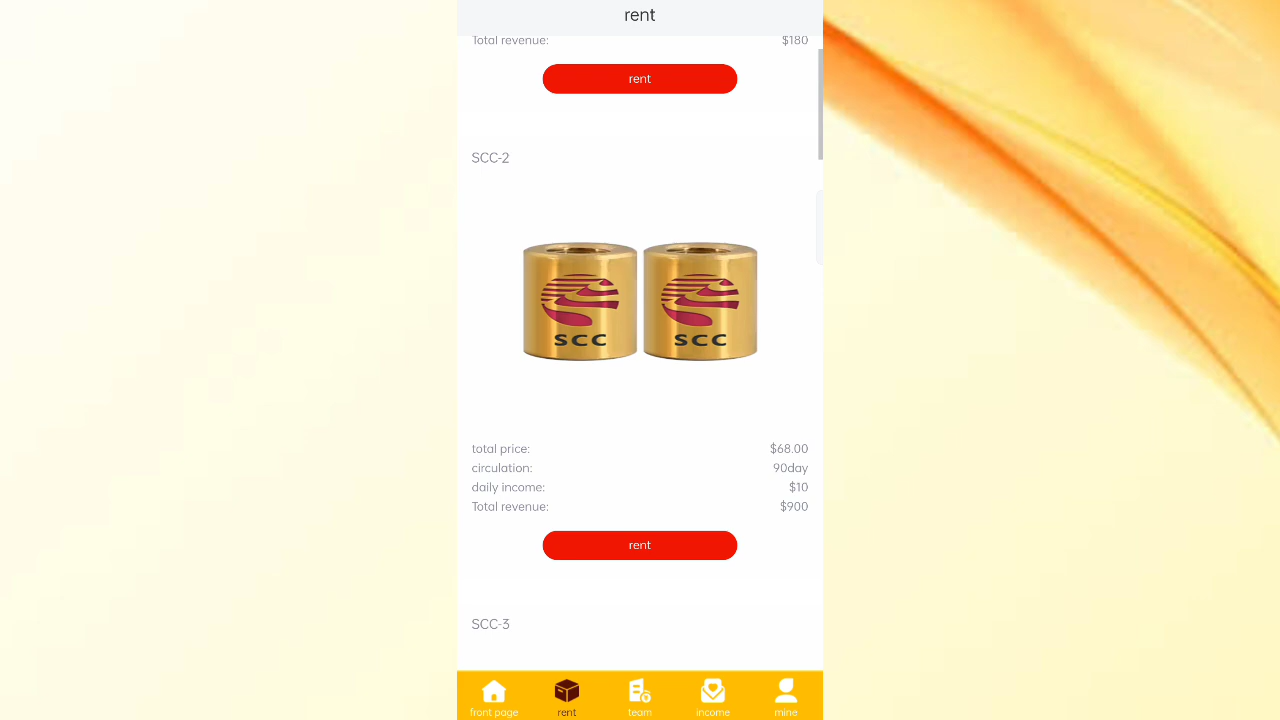 rent
Total revenue: $180
rent
SCC-2
SCC SCC
total price: $68.00
circulation: 90day
daily income: $10
Total revenue: $900
rent
SCC-3
front page rent team income mine